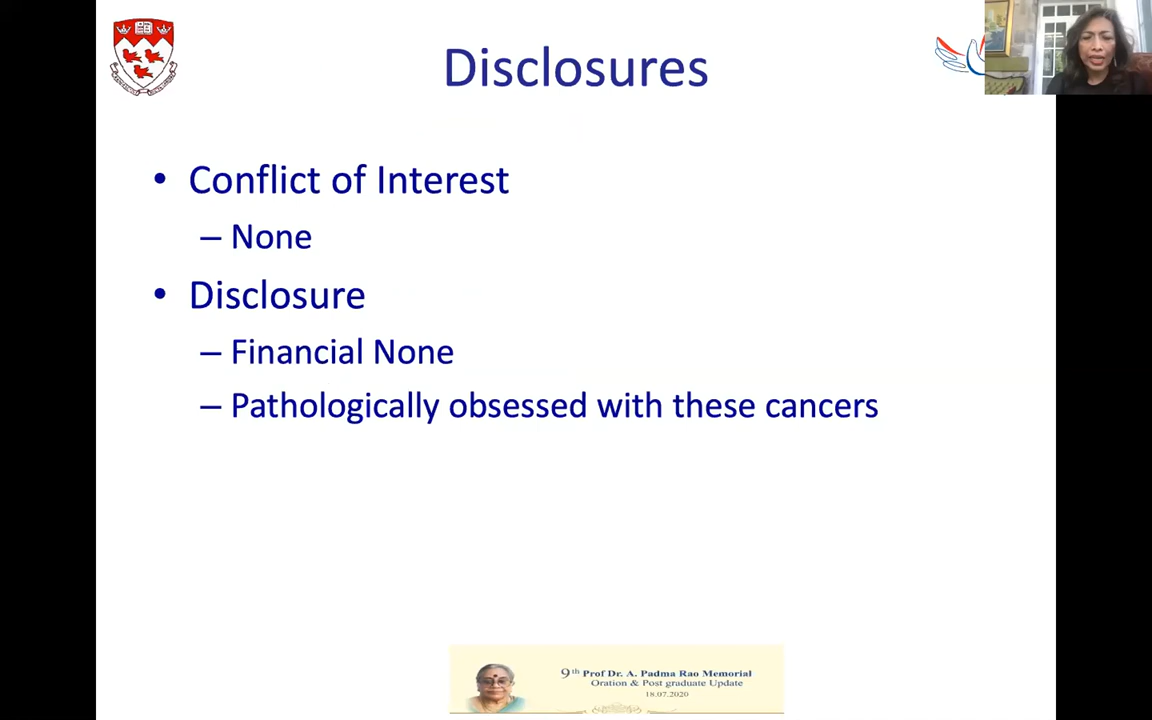 Disclosures
• Conflict of Interest
– None
• Disclosure
– Financial None
– Pathologically obsessed with these cancers
9th Prof Dr. A. Padma Rao Memorial
Oration & Post graduate Update
18.07.2020